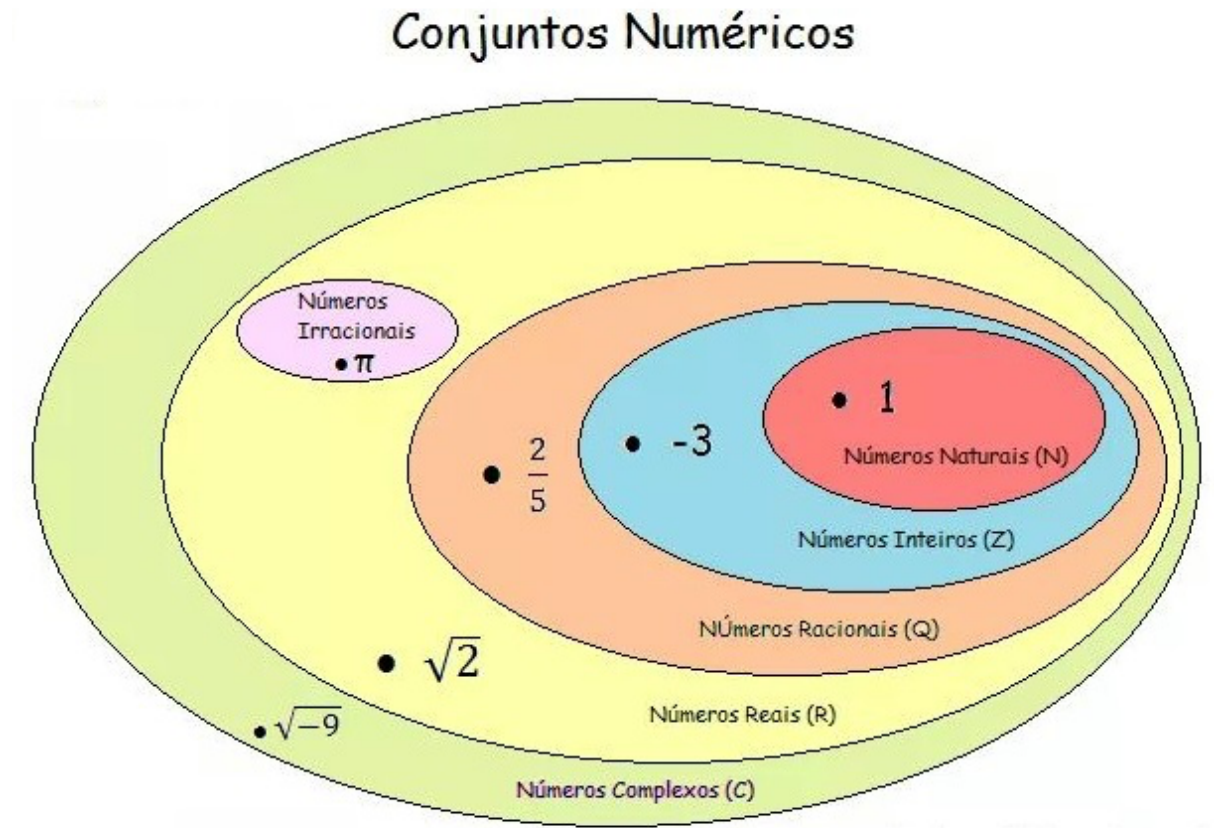 Conjuntos Numéricos
Números
Irracionais
• π
• 1
• -3
• 2/5
Números Naturais (N)
Números Inteiros (Z)
NÚmeros Racionais (Q)
• √2
Números Reais (R)
• √-9
Números Complexos (C)